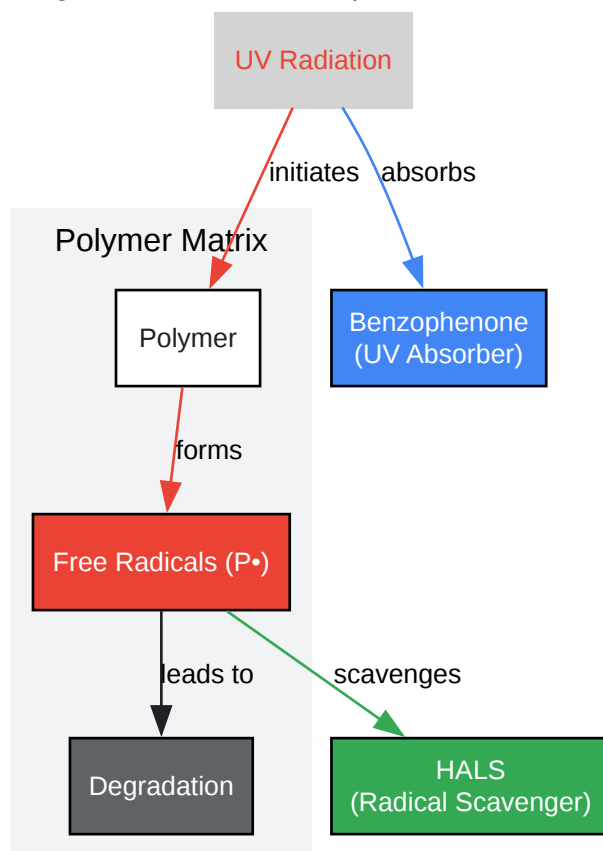 UV Radiation
initiates
absorbs
Polymer Matrix
Polymer
Benzophenone
(UV Absorber)
forms
Free Radicals (P•)
leads to
scavenges
Degradation
HALS
(Radical Scavenger)